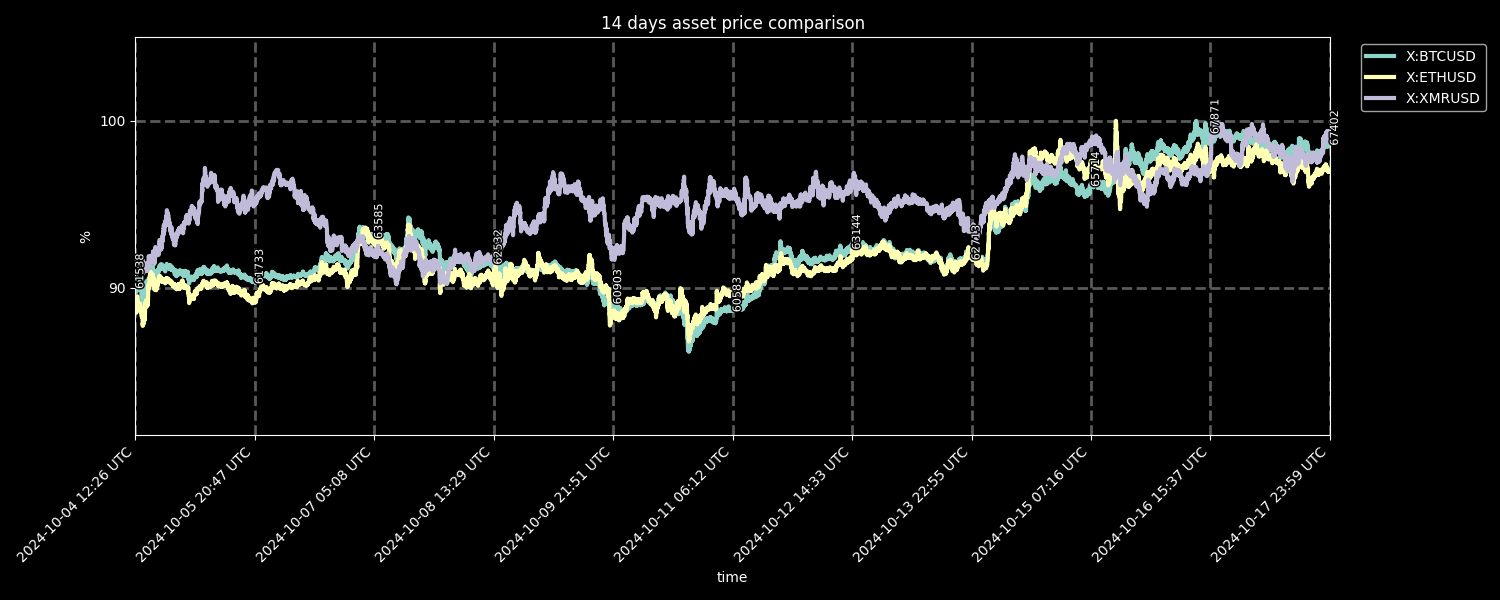 14 days asset price comparison
X:BTCUSD
X:ETHUSD
X:XMRUSD
100
90
%
61538
61733
63585
62532
60903
60583
63144
62713
65714
67871
67402
2024-10-04 12:26 UTC
2024-10-05 20:47 UTC
2024-10-07 05:08 UTC
2024-10-08 13:29 UTC
2024-10-09 21:51 UTC
2024-10-11 06:12 UTC
2024-10-12 14:33 UTC
2024-10-13 22:55 UTC
2024-10-15 07:16 UTC
2024-10-16 15:37 UTC
2024-10-17 23:59 UTC
time